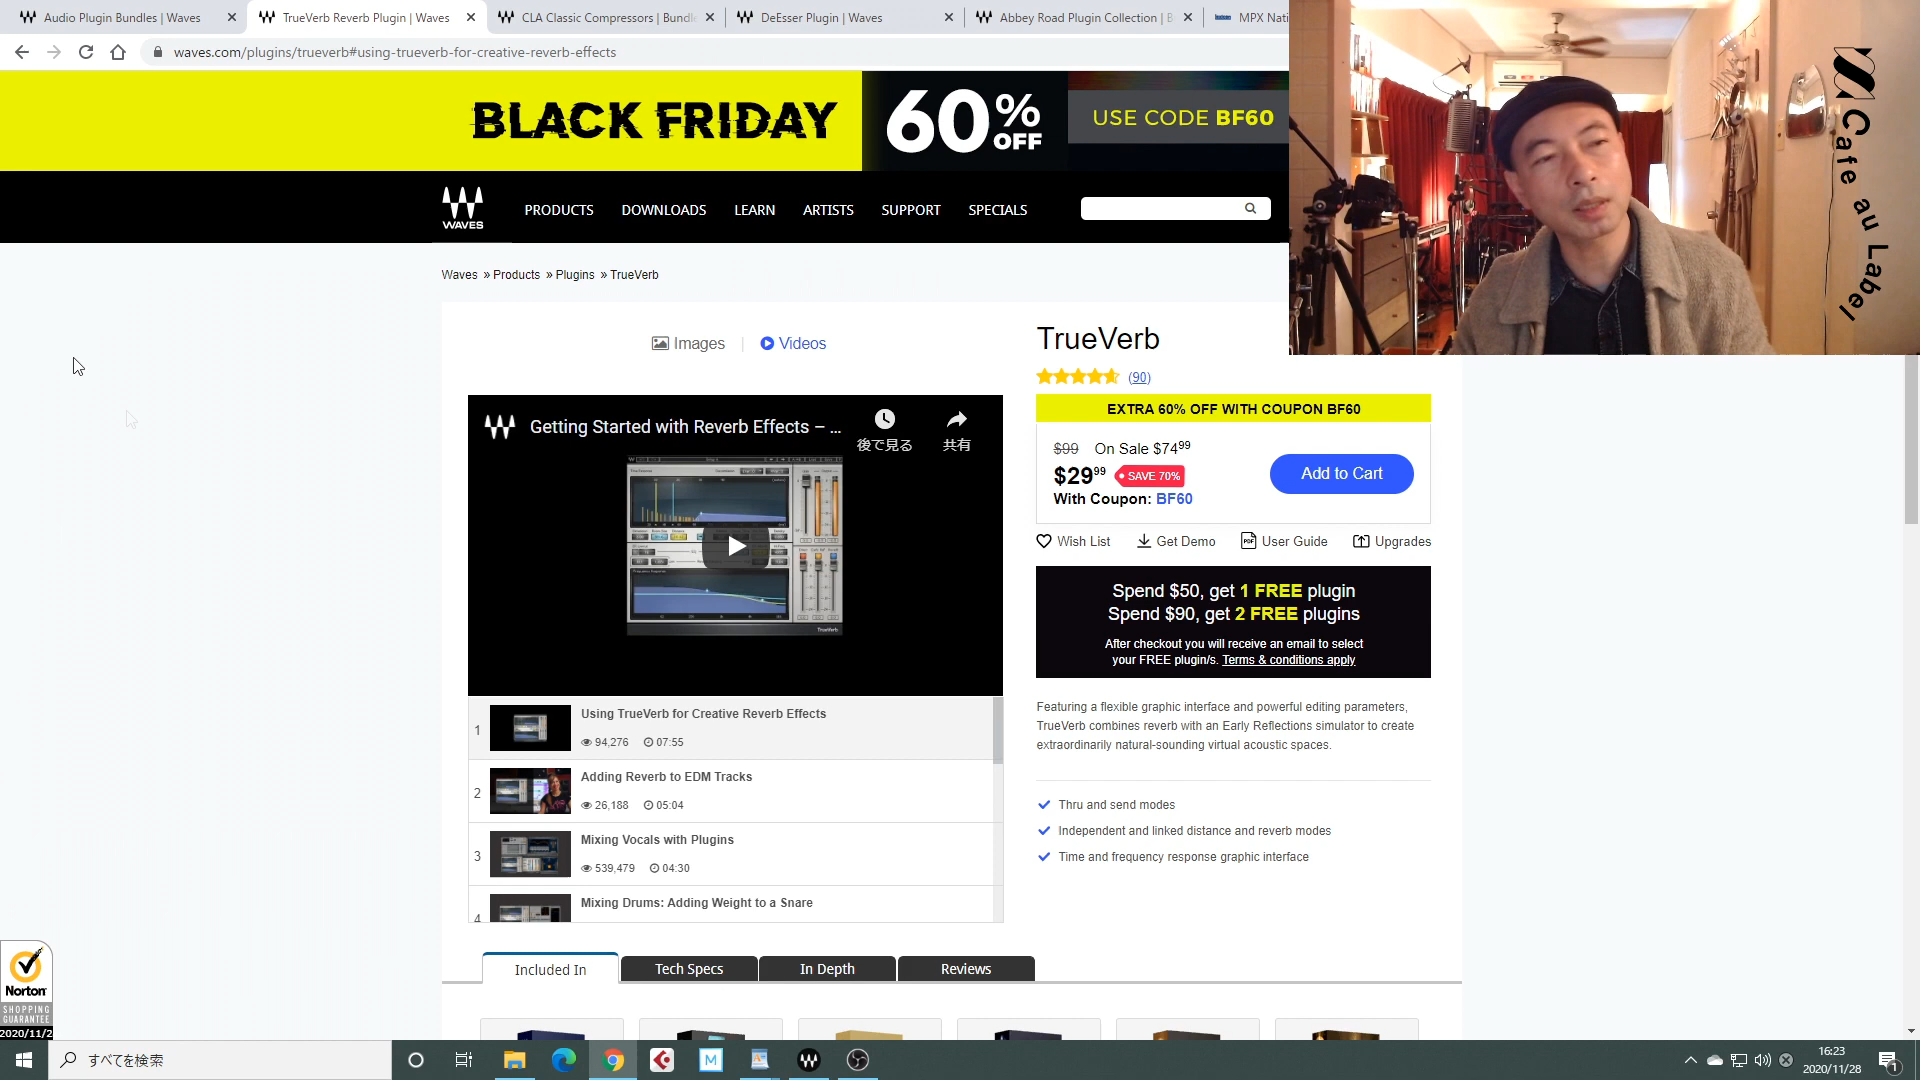 Audio Plugin Bundles | Waves
TrueVerb Reverb Plugin | Waves
CLA Classic Compressors | Bundl
DeEsser Plugin | Waves
Abbey Road Plugin Collection | B
MPX Nati
waves.com/plugins/trueverb#using-trueverb-for-creative-reverb-effects
BLACK FRIDAY
60% OFF
USE CODE BF60
WAVES
PRODUCTS
DOWNLOADS
LEARN
ARTISTS
SUPPORT
SPECIALS
Cafe au Label
Waves » Products » Plugins » TrueVerb
Images
Videos
TrueVerb
(90)
EXTRA 60% OFF WITH COUPON BF60
$99 On Sale $74⁹⁹
$29⁹⁹ SAVE 70%
With Coupon: BF60
Add to Cart
Wish List
Get Demo
User Guide
Upgrades
Getting Started with Reverb Effects – ...
後で見る
共有
TrueVerb
Spend $50, get 1 FREE plugin
Spend $90, get 2 FREE plugins
After checkout you will receive an email to select
your FREE plugin/s. Terms & conditions apply
Featuring a flexible graphic interface and powerful editing parameters,
TrueVerb combines reverb with an Early Reflections simulator to create
extraordinarily natural-sounding virtual acoustic spaces.
Thru and send modes
Independent and linked distance and reverb modes
Time and frequency response graphic interface
1
Using TrueVerb for Creative Reverb Effects
94,276 07:55
2
Adding Reverb to EDM Tracks
26,188 05:04
3
Mixing Vocals with Plugins
539,479 04:30
4
Mixing Drums: Adding Weight to a Snare
Included In
Tech Specs
In Depth
Reviews
Norton
SHOPPING
GUARANTEE
2020/11/2
すべてを検索
16:23
2020/11/28
1